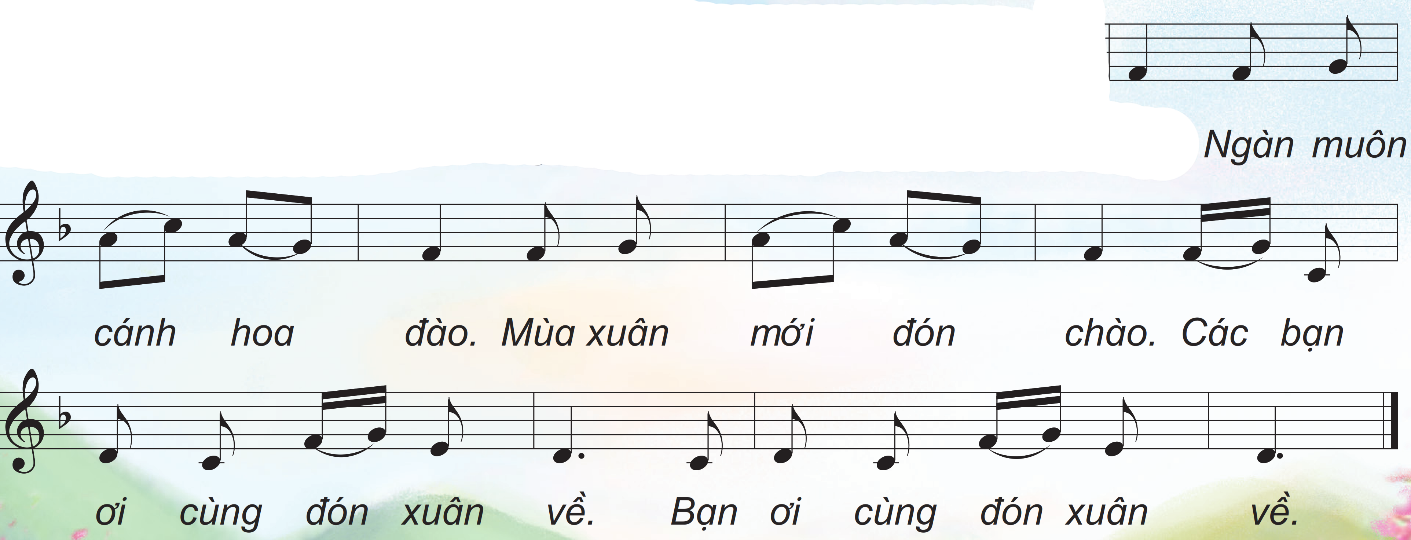 Ngàn muôn
cánh hoa đào. Mùa xuân mới đón chào. Các bạn
ơi cùng đón xuân về. Bạn ơi cùng đón xuân về.